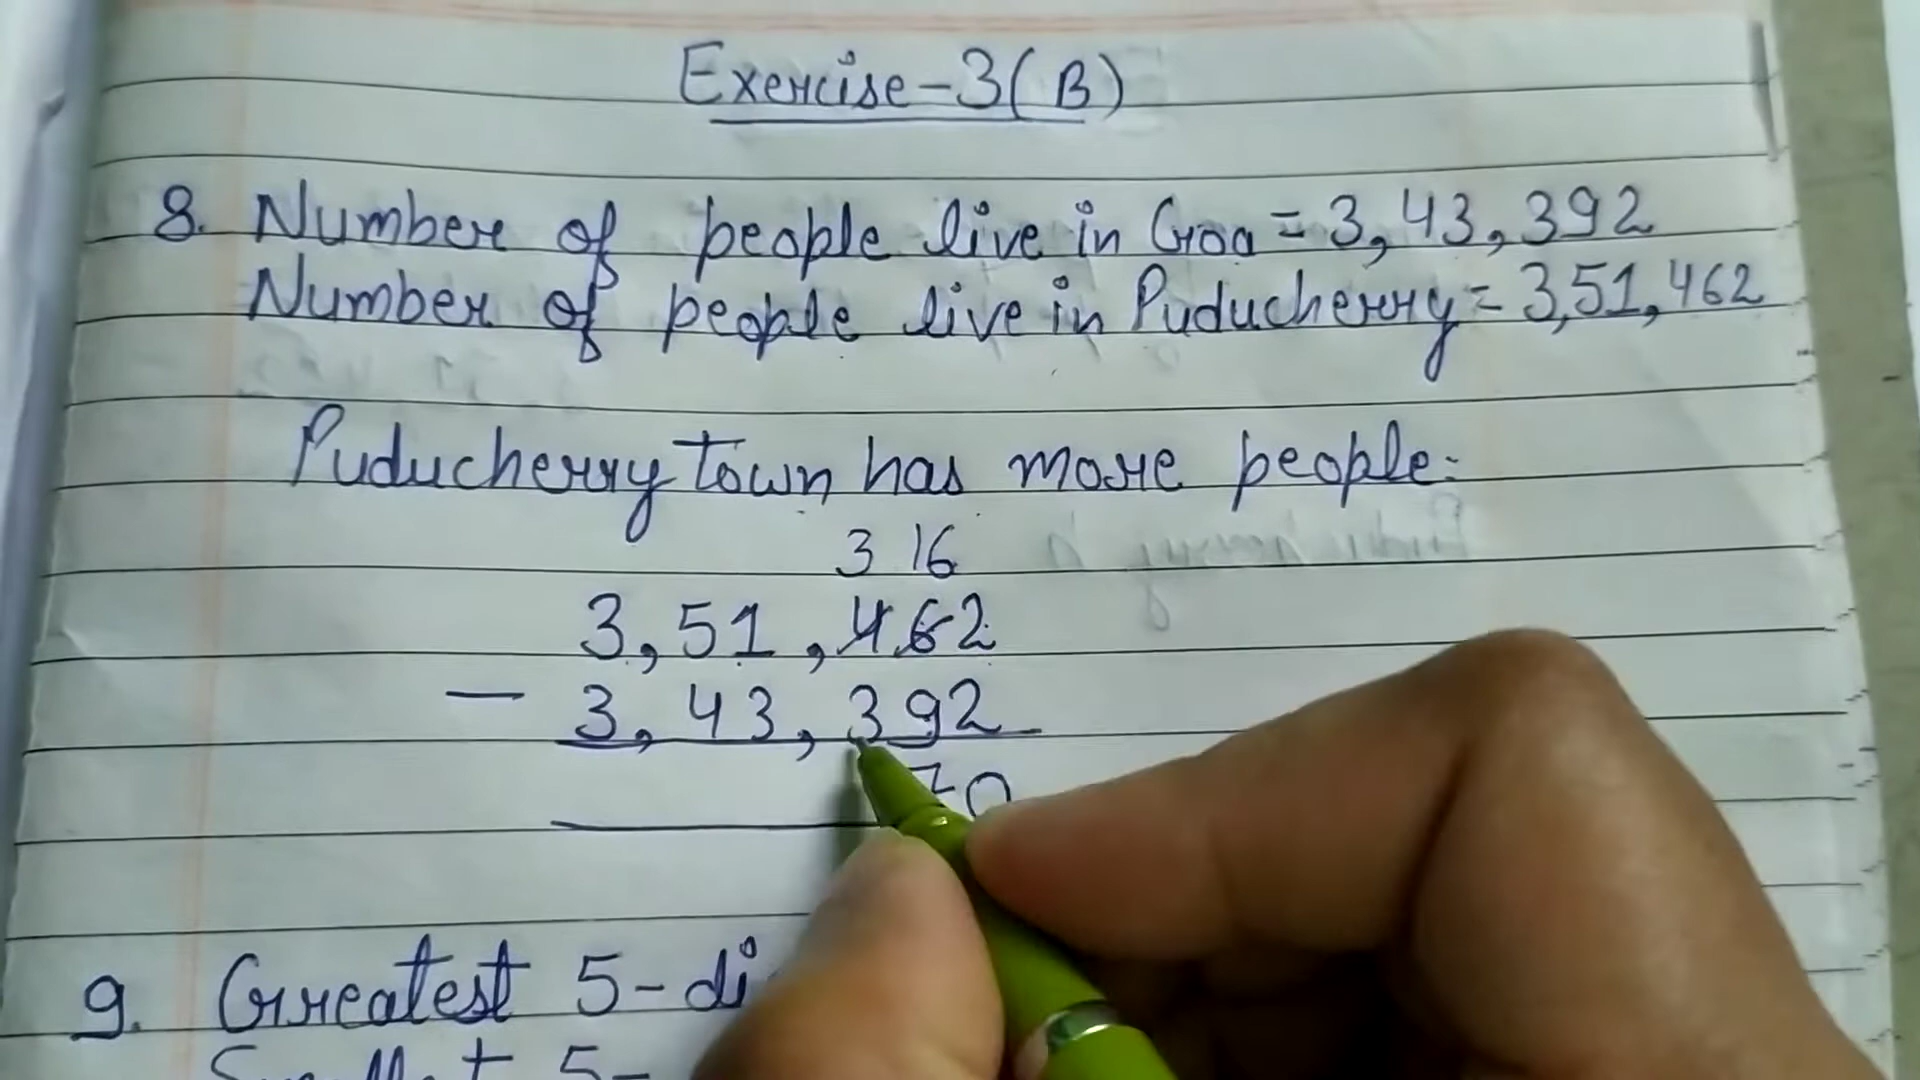 Exercise-3(B)
8. Number of people live in Goa = 3,43,392
Number of people live in Puducherry = 3,51,462
Puducherry town has more people.
3 16
3,51,462
- 3,43,392
70
9. Greatest 5-di
5-